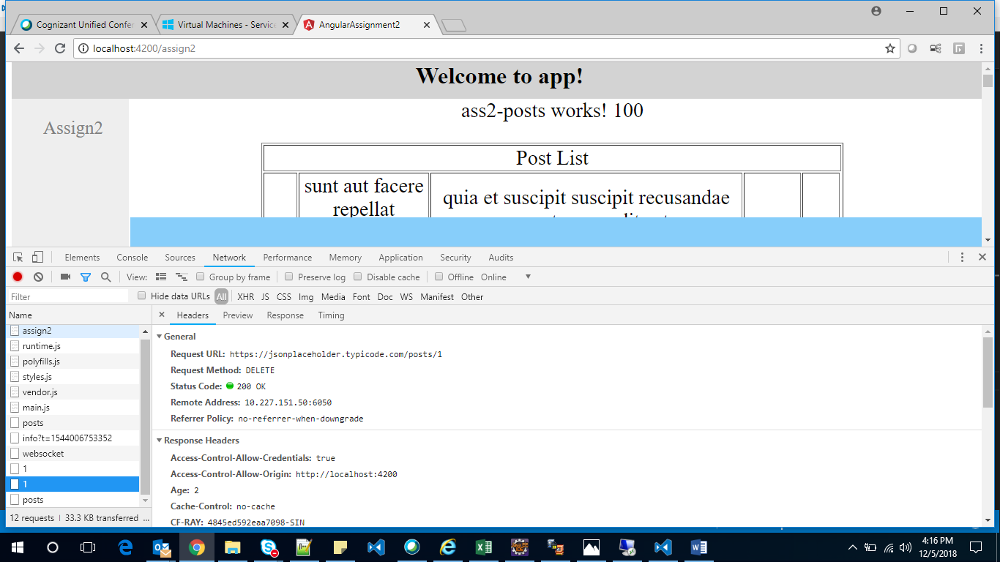 Cognizant Unified Confer
Virtual Machines - Service
AngularAssignment2
localhost:4200/assign2
Welcome to app!
Assign2
ass2-posts works! 100
Post List
sunt aut facere
repellat
quia et suscipit suscipit recusandae
Elements Console Sources Network Performance Memory Application Security Audits
View: Group by frame Preserve log Disable cache Offline Online
Filter Hide data URLs All XHR JS CSS Img Media Font Doc WS Manifest Other
Name
assign2
runtime.js
polyfills.js
styles.js
vendor.js
main.js
posts
info?t=1544006753352
websocket
1
1
posts
12 requests | 33.3 KB transferred ...
Headers Preview Response Timing
General
Request URL: https://jsonplaceholder.typicode.com/posts/1
Request Method: DELETE
Status Code: 200 OK
Remote Address: 10.227.151.50:6050
Referrer Policy: no-referrer-when-downgrade
Response Headers
Access-Control-Allow-Credentials: true
Access-Control-Allow-Origin: http://localhost:4200
Age: 2
Cache-Control: no-cache
CF-RAY: 4845ed592eaa7098-SIN
4:16 PM
12/5/2018